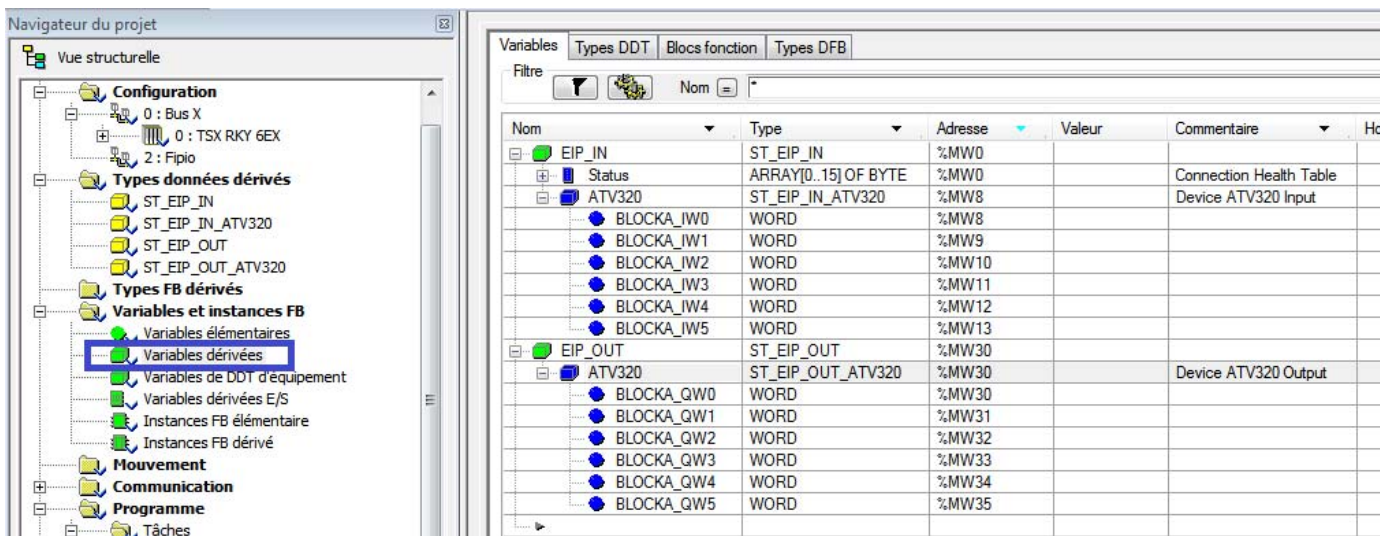 Navigateur du projet
Vue structurelle
Configuration
0 : Bus X
0 : TSX RKY 6EX
2 : Fipio
Types données dérivés
ST_EIP_IN
ST_EIP_IN_ATV320
ST_EIP_OUT
ST_EIP_OUT_ATV320
Types FB dérivés
Variables et instances FB
Variables élémentaires
Variables dérivées
Variables de DDT d'équipement
Variables dérivées E/S
Instances FB élémentaire
Instances FB dérivé
Mouvement
Communication
Programme
Tâches
Variables Types DDT Blocs fonction Types DFB
Filtre
Nom = *
Nom Type Adresse Valeur Commentaire Ho
EIP_IN ST_EIP_IN %MW0
Status ARRAY[0..15] OF BYTE %MW0 Connection Health Table
ATV320 ST_EIP_IN_ATV320 %MW8 Device ATV320 Input
BLOCKA_IW0 WORD %MW8
BLOCKA_IW1 WORD %MW9
BLOCKA_IW2 WORD %MW10
BLOCKA_IW3 WORD %MW11
BLOCKA_IW4 WORD %MW12
BLOCKA_IW5 WORD %MW13
EIP_OUT ST_EIP_OUT %MW30
ATV320 ST_EIP_OUT_ATV320 %MW30 Device ATV320 Output
BLOCKA_QW0 WORD %MW30
BLOCKA_QW1 WORD %MW31
BLOCKA_QW2 WORD %MW32
BLOCKA_QW3 WORD %MW33
BLOCKA_QW4 WORD %MW34
BLOCKA_QW5 WORD %MW35